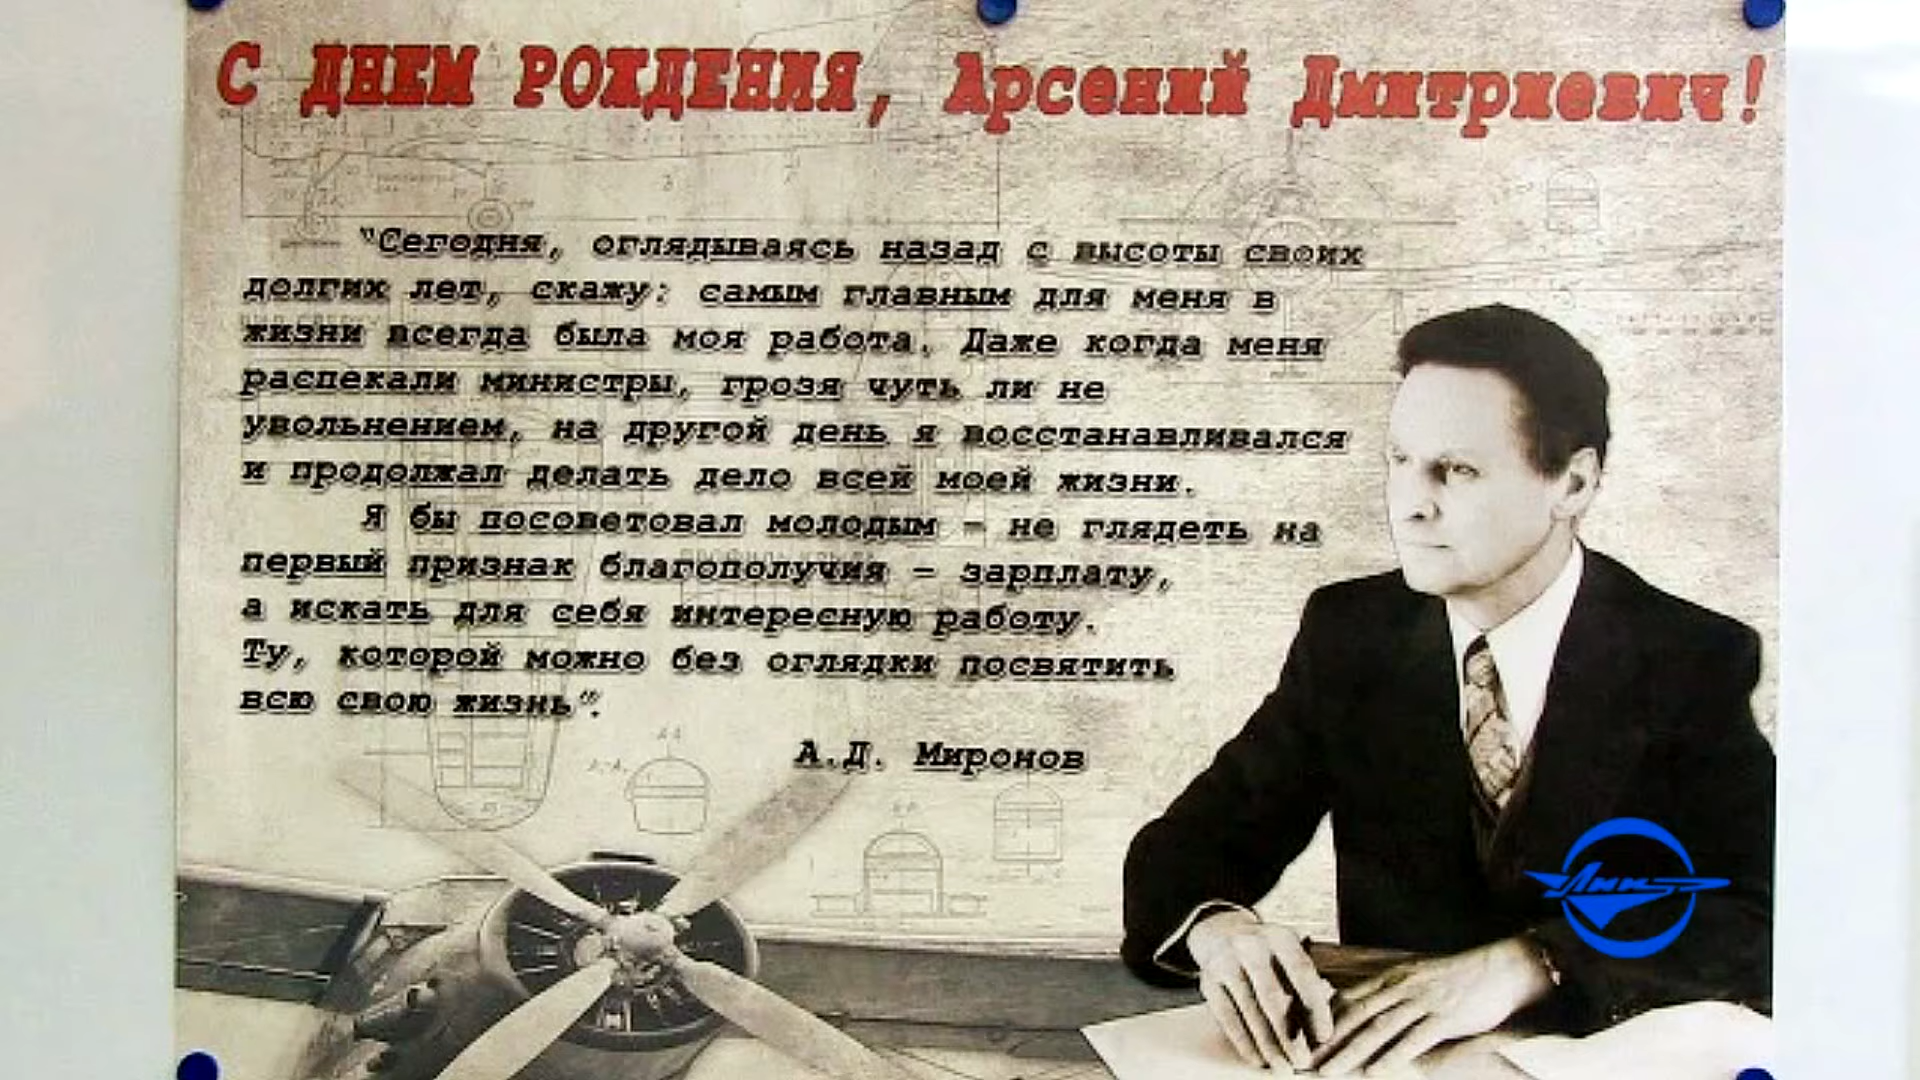 С ДНЕМ РОЖДЕНИЯ, Арсений Дмитриевич!
"Сегодня, оглядываясь назад с высоты своих
долгих лет, скажу: самым главным для меня в
жизни всегда была моя работа. Даже когда меня
распекали министры, грозя чуть ли не
увольнением, на другой день я восстанавливался
и продолжал делать дело всей моей жизни.
Я бы посоветовал молодым – не глядеть на
первый признак благополучия – зарплату,
а искать для себя интересную работу.
Ту, которой можно без оглядки посвятить
всю свою жизнь".
А.Д. Миронов
ЛИИ